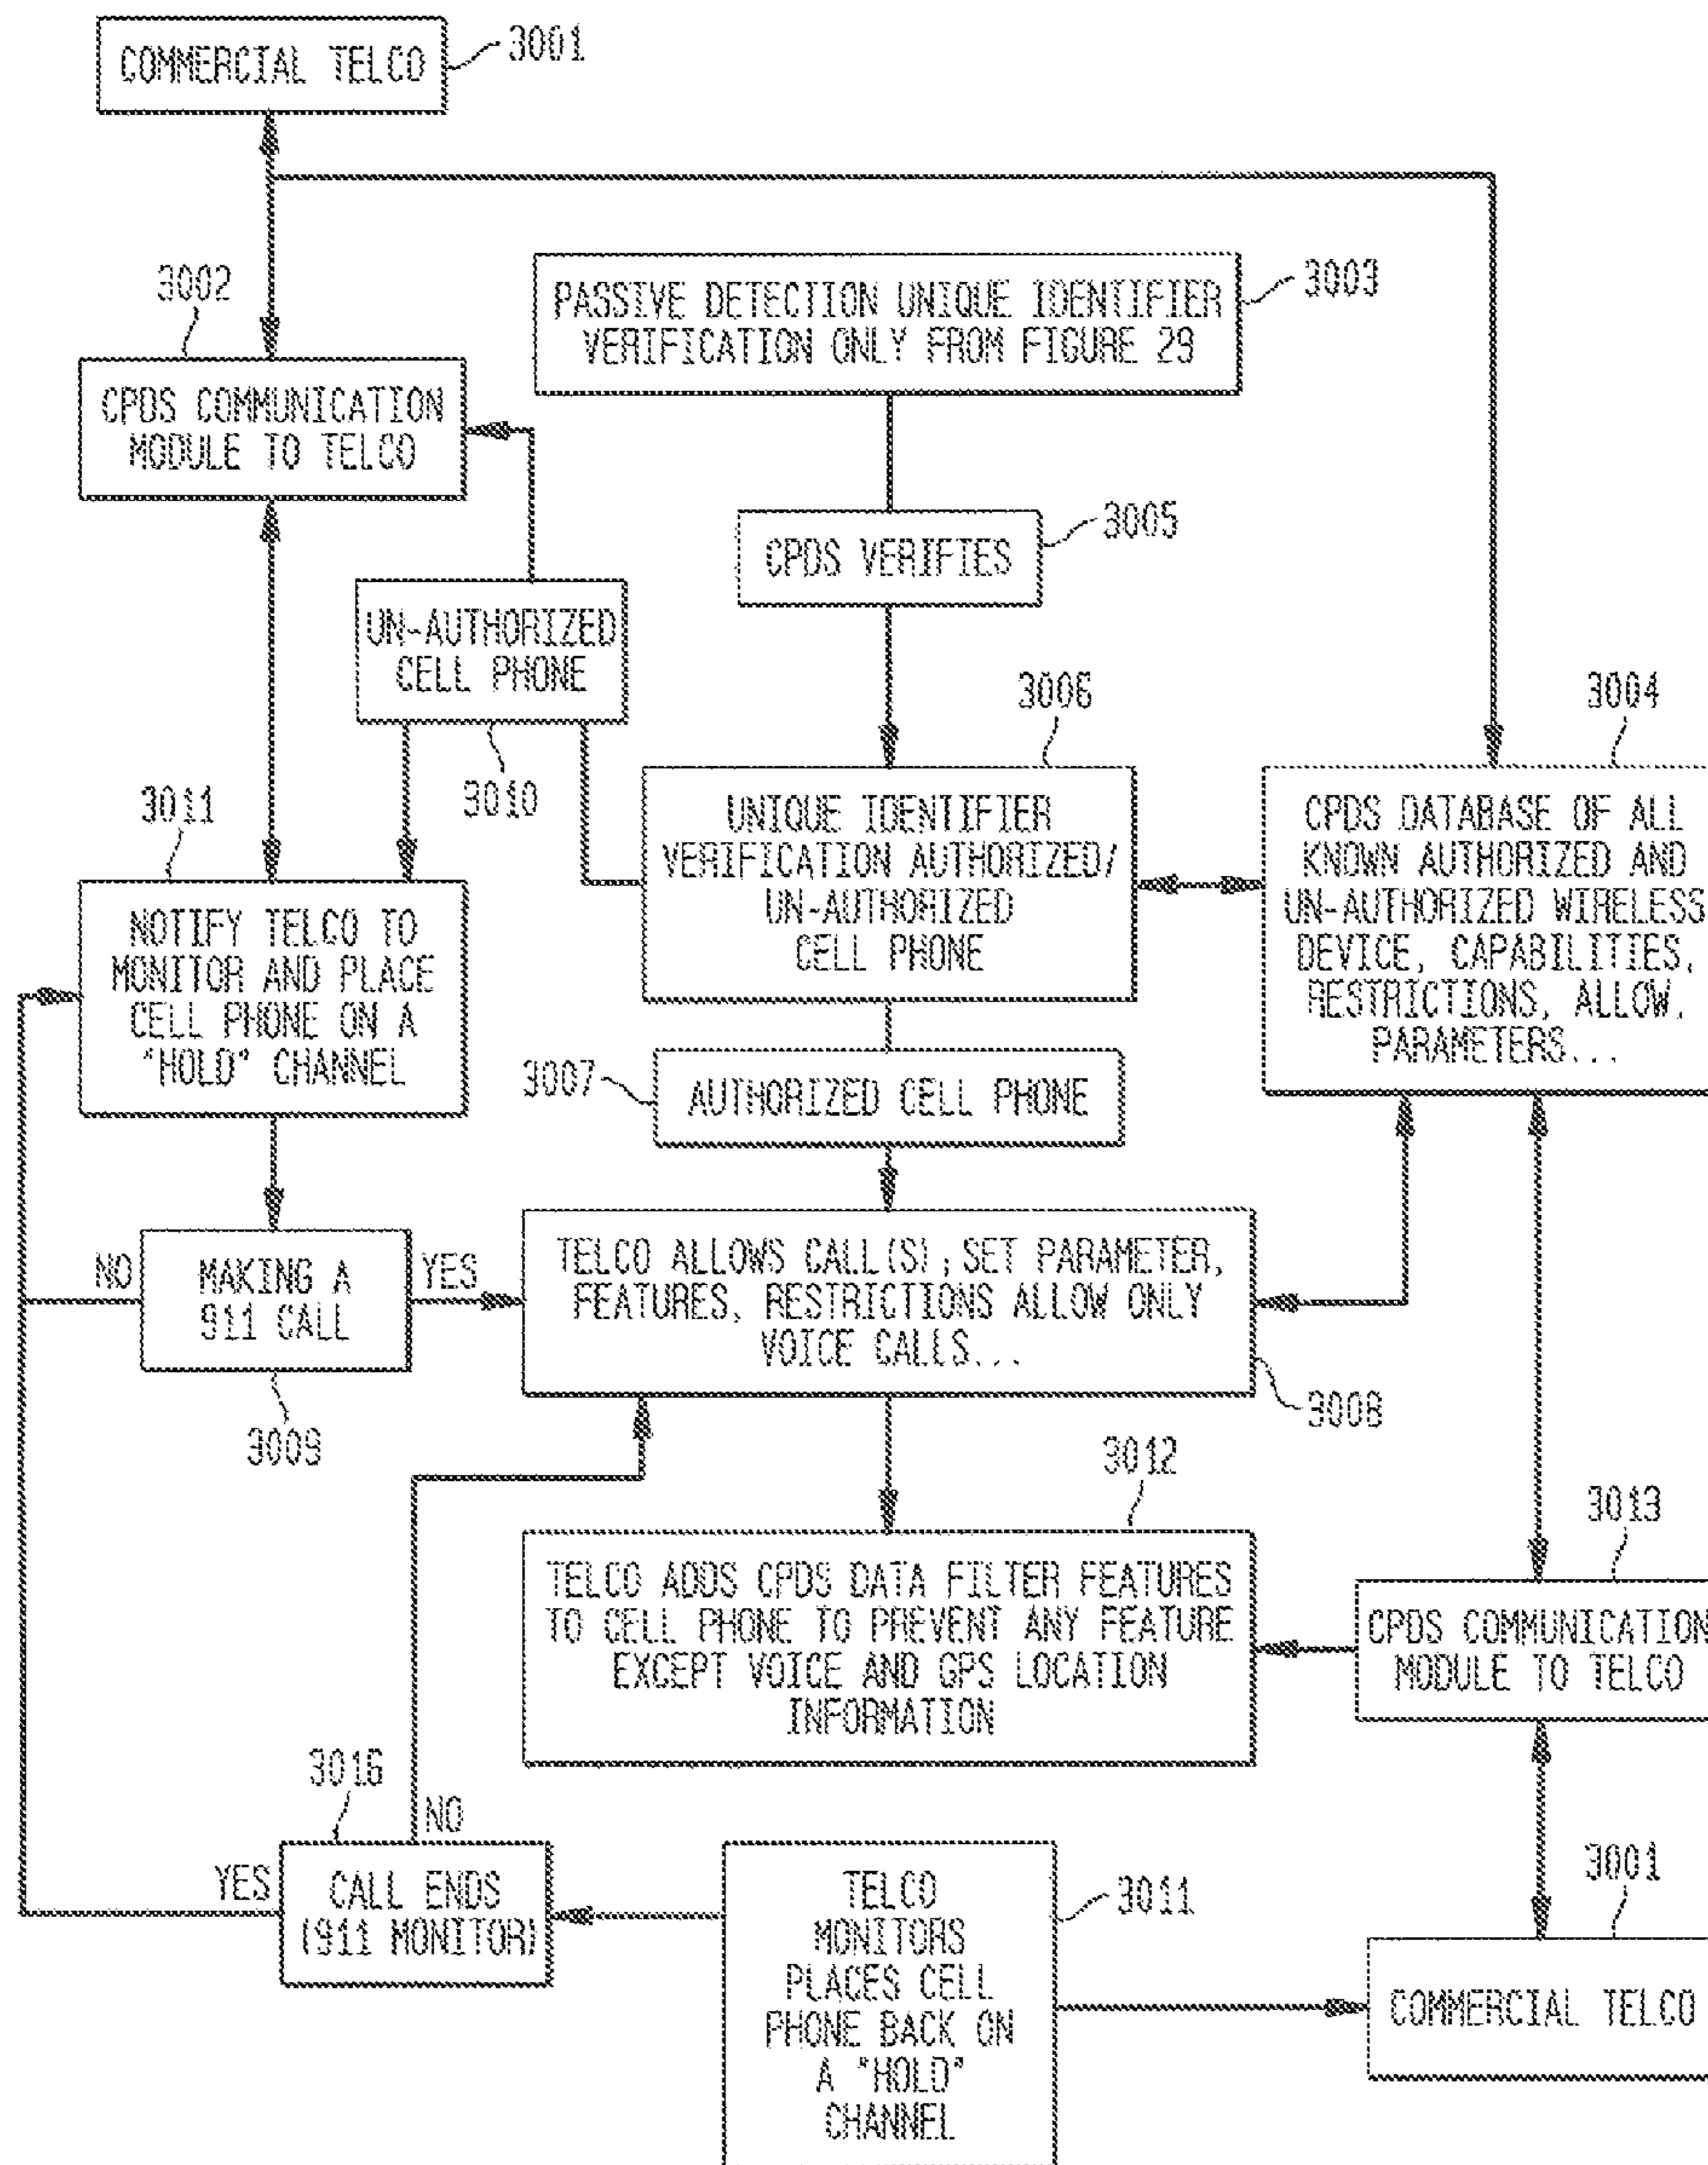 COMMERCIAL TELCO
3001
3002
PASSIVE DETECTION UNIQUE IDENTIFIER
VERIFICATION ONLY FROM FIGURE 29
3003
CPDS COMMUNICATION
MODULE TO TELCO
CPDS VERIFIES
3005
UN-AUTHORIZED
CELL PHONE
3010
3006
3004
3011
UNIQUE IDENTIFIER
VERIFICATION AUTHORIZED/
UN-AUTHORIZED
CELL PHONE
CPDS DATABASE OF ALL
KNOWN AUTHORIZED AND
UN-AUTHORIZED WIRELESS
DEVICE, CAPABILITIES,
RESTRICTIONS, ALLOW,
PARAMETERS...
NOTIFY TELCO TO
MONITOR AND PLACE
CELL PHONE ON A
"HOLD" CHANNEL
3007
AUTHORIZED CELL PHONE
NO
MAKING A
911 CALL
YES
3009
TELCO ALLOWS CALL(S); SET PARAMETER,
FEATURES, RESTRICTIONS ALLOW ONLY
VOICE CALLS...
3008
3012
TELCO ADDS CPDS DATA FILTER FEATURES
TO CELL PHONE TO PREVENT ANY FEATURE
EXCEPT VOICE AND GPS LOCATION
INFORMATION
3013
CPDS COMMUNICATION
MODULE TO TELCO
3016
NO
YES
CALL ENDS
(911 MONITOR)
TELCO
MONITORS
PLACES CELL
PHONE BACK ON
A "HOLD"
CHANNEL
3011
3001
COMMERCIAL TELCO